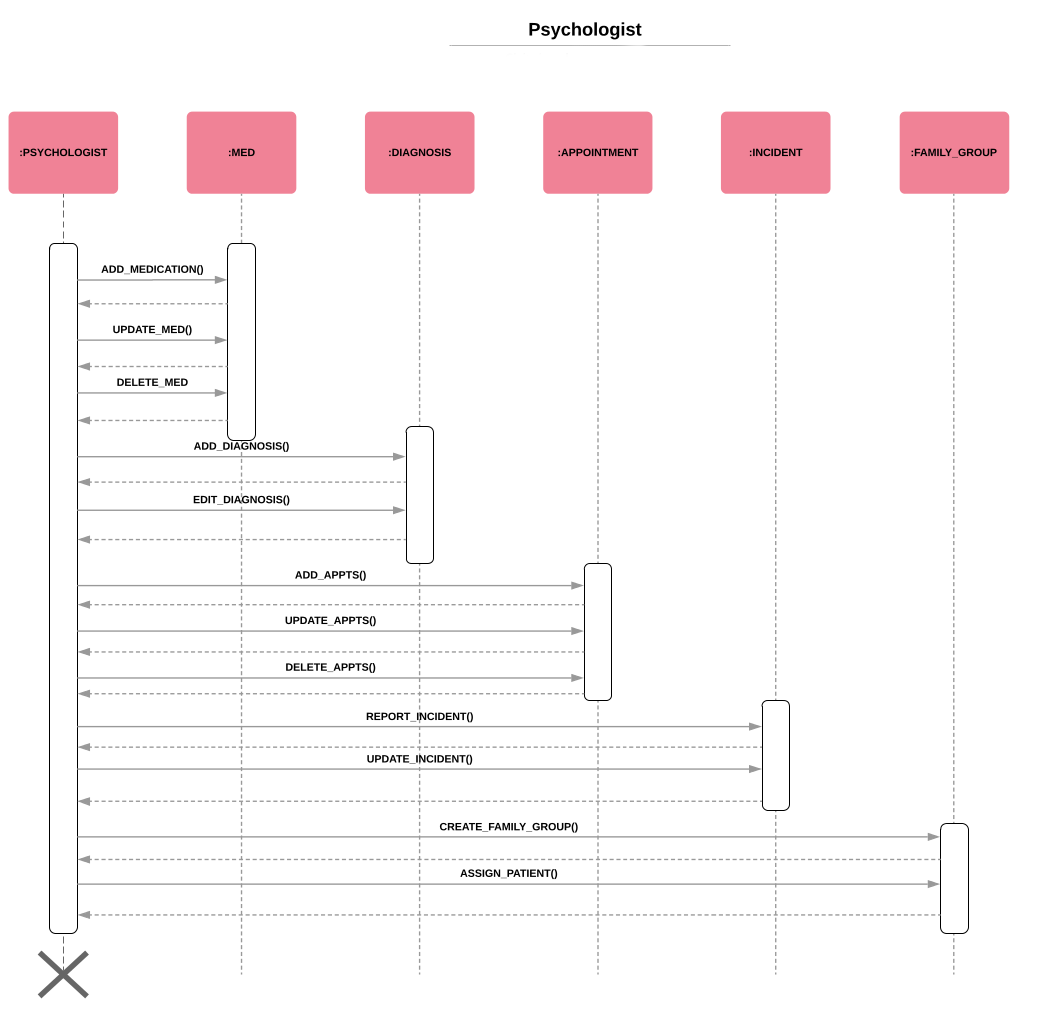 Psychologist
:PSYCHOLOGIST
:MED
:DIAGNOSIS
:APPOINTMENT
:INCIDENT
:FAMILY_GROUP
ADD_MEDICATION()
UPDATE_MED()
DELETE_MED
ADD_DIAGNOSIS()
EDIT_DIAGNOSIS()
ADD_APPTS()
UPDATE_APPTS()
DELETE_APPTS()
REPORT_INCIDENT()
UPDATE_INCIDENT()
CREATE_FAMILY_GROUP()
ASSIGN_PATIENT()